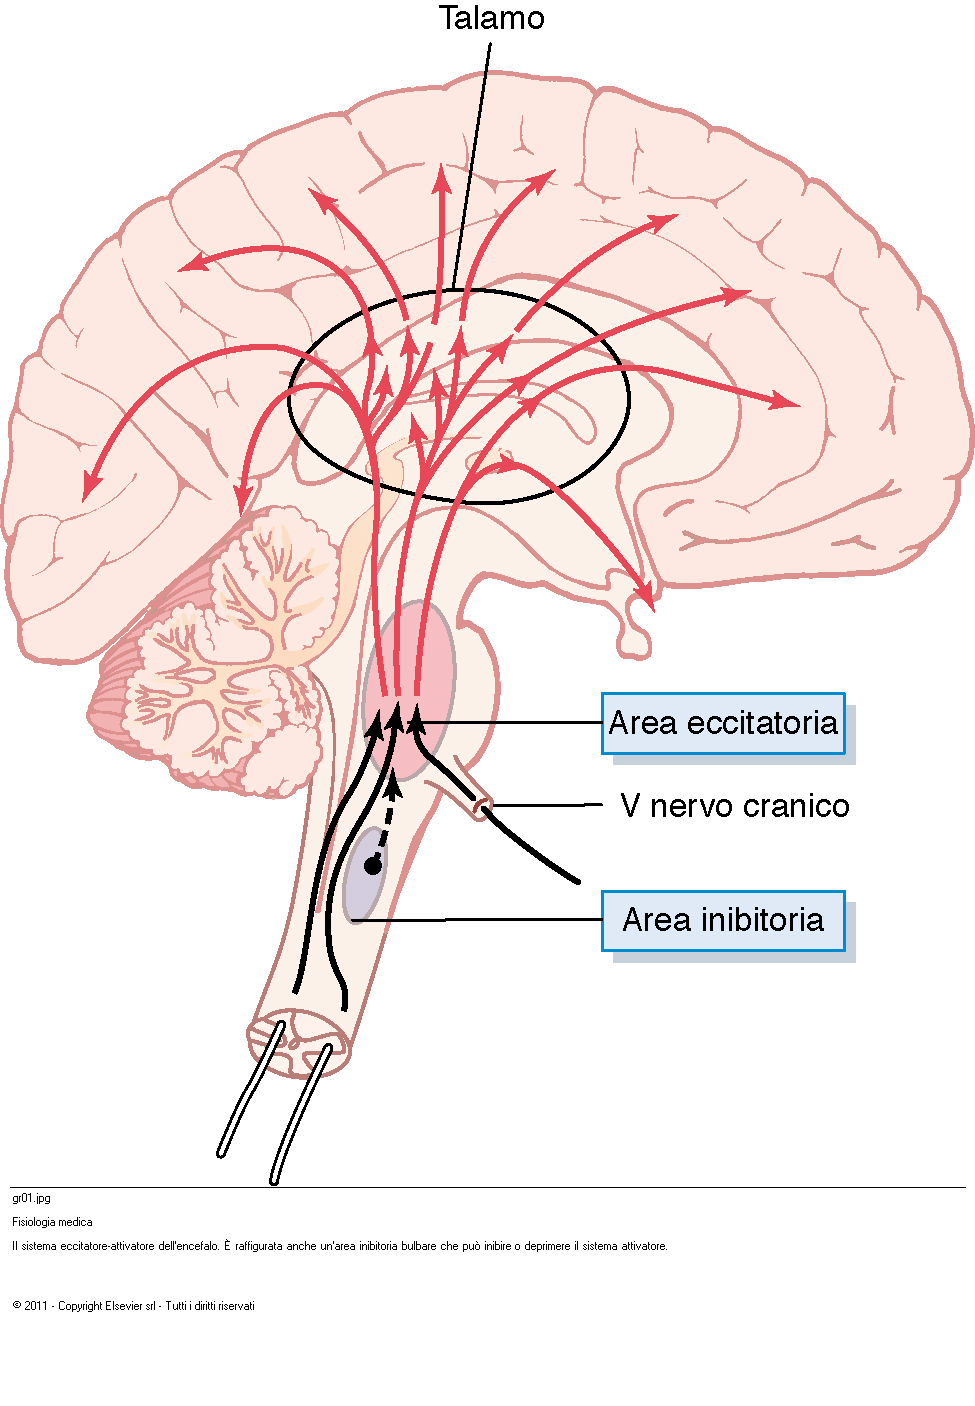 Talamo
Area eccitatoria
V nervo cranico
Area inibitoria
gr01.jpg
Fisiologia medica
Il sistema eccitatore-attivatore dell'encefalo. È raffigurata anche un'area inibitoria bulbare che può inibire o deprimere il sistema attivatore.
© 2011 - Copyright Elsevier srl - Tutti i diritti riservati